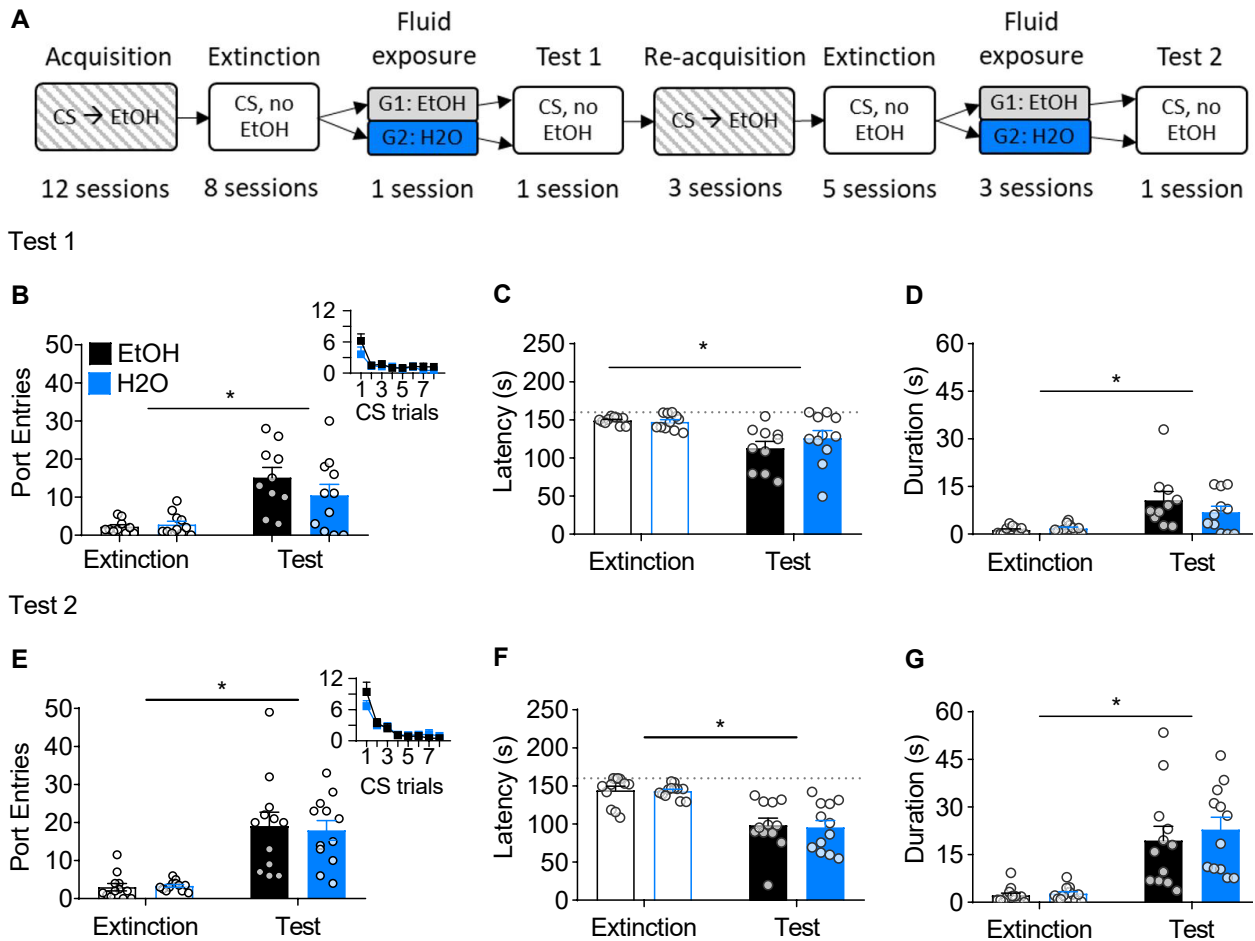 A
Acquisition
Extinction
Fluid
exposure
Test 1
Re-acquisition
Extinction
Fluid
exposure
Test 2
CS → EtOH
CS, no
EtOH
G1: EtOH
G2: H2O
CS, no
EtOH
CS → EtOH
CS, no
EtOH
G1: EtOH
G2: H2O
CS, no
EtOH
12 sessions
8 sessions
1 session
1 session
3 sessions
5 sessions
3 sessions
1 session
Test 1
B
EtOH
H2O
Port Entries
50
40
30
20
10
0
Extinction
Test
*
12
6
0
1 3 5 7
CS trials
C
Latency (s)
250
200
150
100
50
0
Extinction
Test
*
D
Duration (s)
60
45
30
15
0
Extinction
Test
*
Test 2
E
Port Entries
50
40
30
20
10
0
Extinction
Test
*
12
6
0
1 3 5 7
CS trials
F
Latency (s)
250
200
150
100
50
0
Extinction
Test
*
G
Duration (s)
60
45
30
15
0
Extinction
Test
*